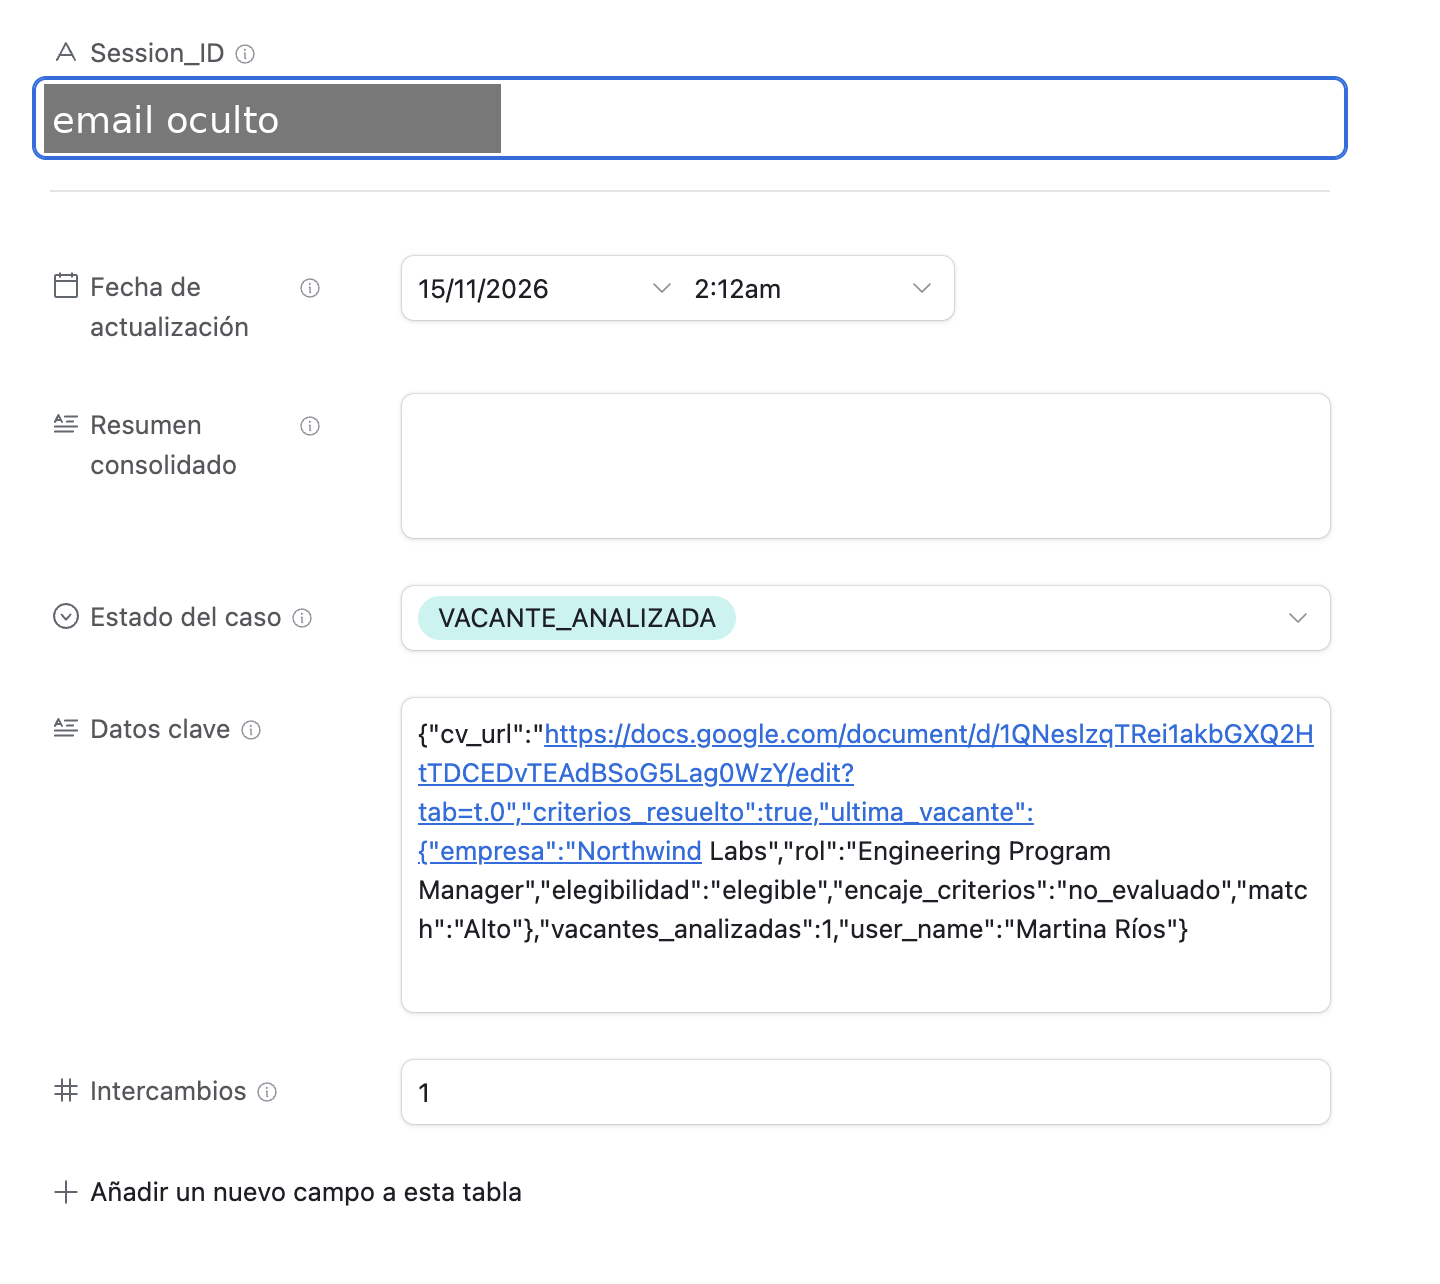 Session_ID
email oculto
Fecha de
actualización
15/11/2026
2:12am
Resumen
consolidado
Estado del caso
VACANTE_ANALIZADA
Datos clave
{"cv_url":"https://docs.google.com/document/d/1QNeslzqTRei1akbGXQ2H
tTDCEDvTEAdBSoG5Lag0WzY/edit?
tab=t.0","criterios_resuelto":true,"ultima_vacante":
{"empresa":"Northwind Labs","rol":"Engineering Program
Manager","elegibilidad":"elegible","encaje_criterios":"no_evaluado","matc
h":"Alto"},"vacantes_analizadas":1,"user_name":"Martina Ríos"}
Intercambios
1
Añadir un nuevo campo a esta tabla